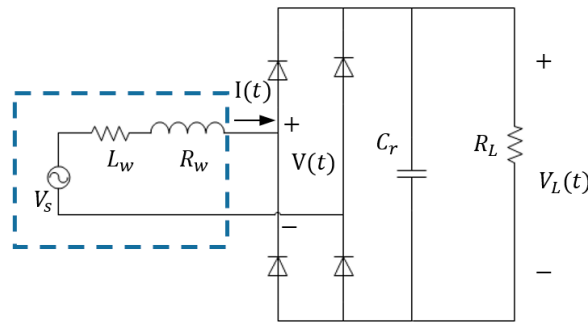 I(t)
+
+
L_w
R_w
V(t)
C_r
R_L
V_s
V_L(t)
−
−